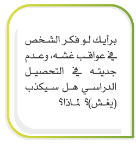 برأيك لو فكر الشخص
في عواقب غشه، وعدم
جديته في التحصيل
الدراسي هل سيكذب
(يغش)؟ لماذا؟